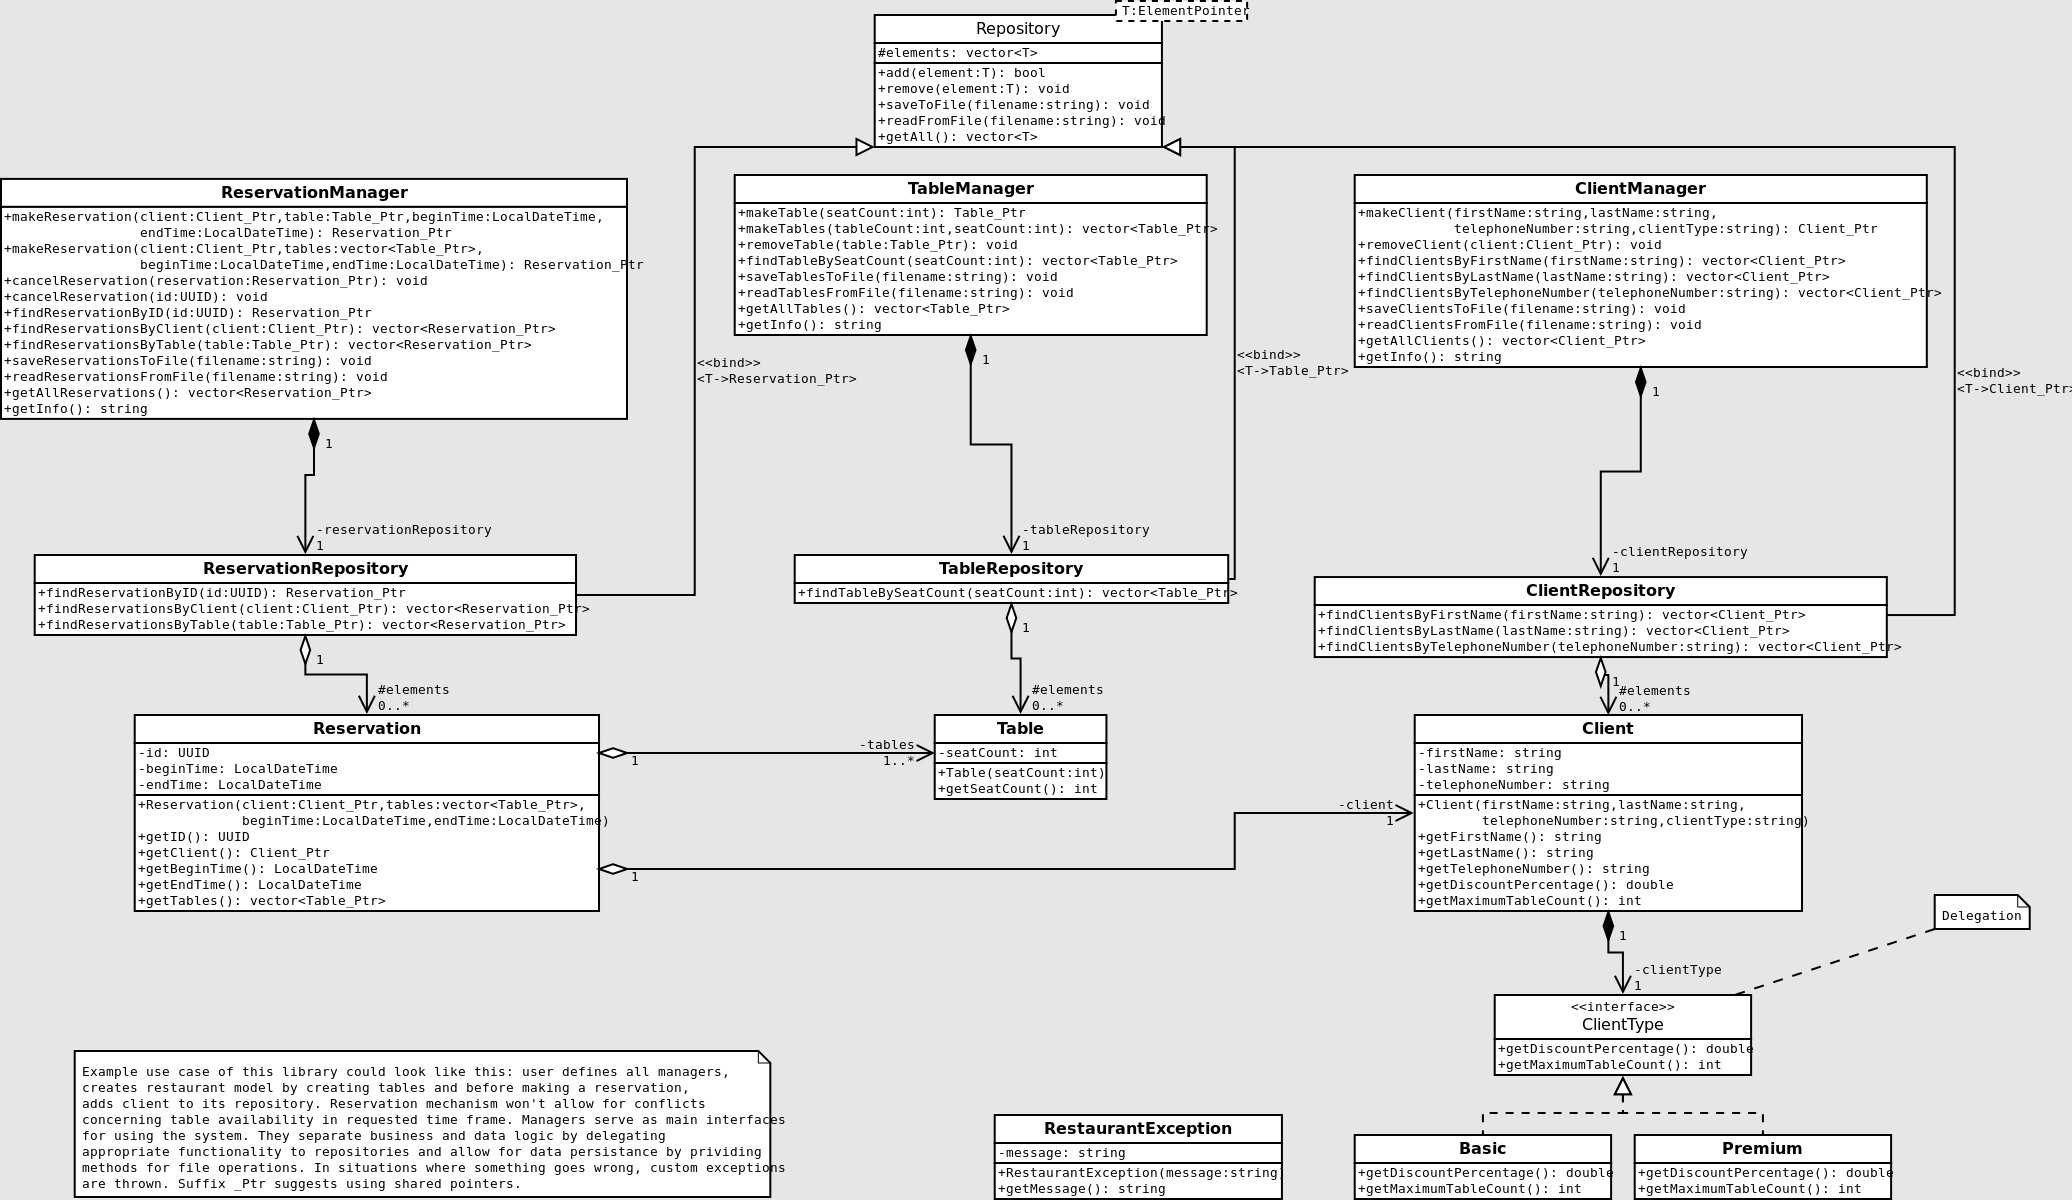 T:ElementPointer
Repository
#elements: vector<T>
+add(element:T): bool
+remove(element:T): void
+saveToFile(filename:string): void
+readFromFile(filename:string): void
+getAll(): vector<T>
ReservationManager
+makeReservation(client:Client_Ptr,table:Table_Ptr,beginTime:LocalDateTime,
endTime:LocalDateTime): Reservation_Ptr
+makeReservation(client:Client_Ptr,tables:vector<Table_Ptr>,
beginTime:LocalDateTime,endTime:LocalDateTime): Reservation_Ptr
+cancelReservation(reservation:Reservation_Ptr): void
+cancelReservation(id:UUID): void
+findReservationByID(id:UUID): Reservation_Ptr
+findReservationsByClient(client:Client_Ptr): vector<Reservation_Ptr>
+findReservationsByTable(table:Table_Ptr): vector<Reservation_Ptr>
+saveReservationsToFile(filename:string): void
+readReservationsFromFile(filename:string): void
+getAllReservations(): vector<Reservation_Ptr>
+getInfo(): string
TableManager
+makeTable(seatCount:int): Table_Ptr
+makeTables(tableCount:int,seatCount:int): vector<Table_Ptr>
+removeTable(table:Table_Ptr): void
+findTableBySeatCount(seatCount:int): vector<Table_Ptr>
+saveTablesToFile(filename:string): void
+readTablesFromFile(filename:string): void
+getAllTables(): vector<Table_Ptr>
+getInfo(): string
ClientManager
+makeClient(firstName:string,lastName:string,
telephoneNumber:string,clientType:string): Client_Ptr
+removeClient(client:Client_Ptr): void
+findClientsByFirstName(firstName:string): vector<Client_Ptr>
+findClientsByLastName(lastName:string): vector<Client_Ptr>
+findClientsByTelephoneNumber(telephoneNumber:string): vector<Client_Ptr>
+saveClientsToFile(filename:string): void
+readClientsFromFile(filename:string): void
+getAllClients(): vector<Client_Ptr>
+getInfo(): string
<<bind>>
<T->Reservation_Ptr>
<<bind>>
<T->Table_Ptr>
<<bind>>
<T->Client_Ptr>
1
1
1
-reservationRepository
1
-tableRepository
1
-clientRepository
1
ReservationRepository
+findReservationByID(id:UUID): Reservation_Ptr
+findReservationsByClient(client:Client_Ptr): vector<Reservation_Ptr>
+findReservationsByTable(table:Table_Ptr): vector<Reservation_Ptr>
TableRepository
+findTableBySeatCount(seatCount:int): vector<Table_Ptr>
ClientRepository
+findClientsByFirstName(firstName:string): vector<Client_Ptr>
+findClientsByLastName(lastName:string): vector<Client_Ptr>
+findClientsByTelephoneNumber(telephoneNumber:string): vector<Client_Ptr>
1
#elements
0..*
1
#elements
0..*
1
#elements
0..*
Reservation
-id: UUID
-beginTime: LocalDateTime
-endTime: LocalDateTime
+Reservation(client:Client_Ptr,tables:vector<Table_Ptr>,
beginTime:LocalDateTime,endTime:LocalDateTime)
+getID(): UUID
+getClient(): Client_Ptr
+getBeginTime(): LocalDateTime
+getEndTime(): LocalDateTime
+getTables(): vector<Table_Ptr>
1
-tables
1..*
1
-client
1
Table
-seatCount: int
+Table(seatCount:int)
+getSeatCount(): int
Client
-firstName: string
-lastName: string
-telephoneNumber: string
+Client(firstName:string,lastName:string,
telephoneNumber:string,clientType:string)
+getFirstName(): string
+getLastName(): string
+getTelephoneNumber(): string
+getDiscountPercentage(): double
+getMaximumTableCount(): int
Delegation
1
-clientType
1
<<interface>>
ClientType
+getDiscountPercentage(): double
+getMaximumTableCount(): int
Example use case of this library could look like this: user defines all managers,
creates restaurant model by creating tables and before making a reservation,
adds client to its repository. Reservation mechanism won't allow for conflicts
concerning table availability in requested time frame. Managers serve as main interfaces
for using the system. They separate business and data logic by delegating
appropriate functionality to repositories and allow for data persistance by prividing
methods for file operations. In situations where something goes wrong, custom exceptions
are thrown. Suffix _Ptr suggests using shared pointers.
RestaurantException
-message: string
+RestaurantException(message:string)
+getMessage(): string
Basic
+getDiscountPercentage(): double
+getMaximumTableCount(): int
Premium
+getDiscountPercentage(): double
+getMaximumTableCount(): int